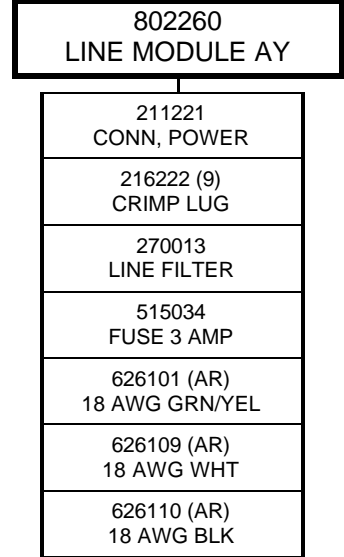 802260
LINE MODULE AY
211221
CONN, POWER
216222 (9)
CRIMP LUG
270013
LINE FILTER
515034
FUSE 3 AMP
626101 (AR)
18 AWG GRN/YEL
626109 (AR)
18 AWG WHT
626110 (AR)
18 AWG BLK